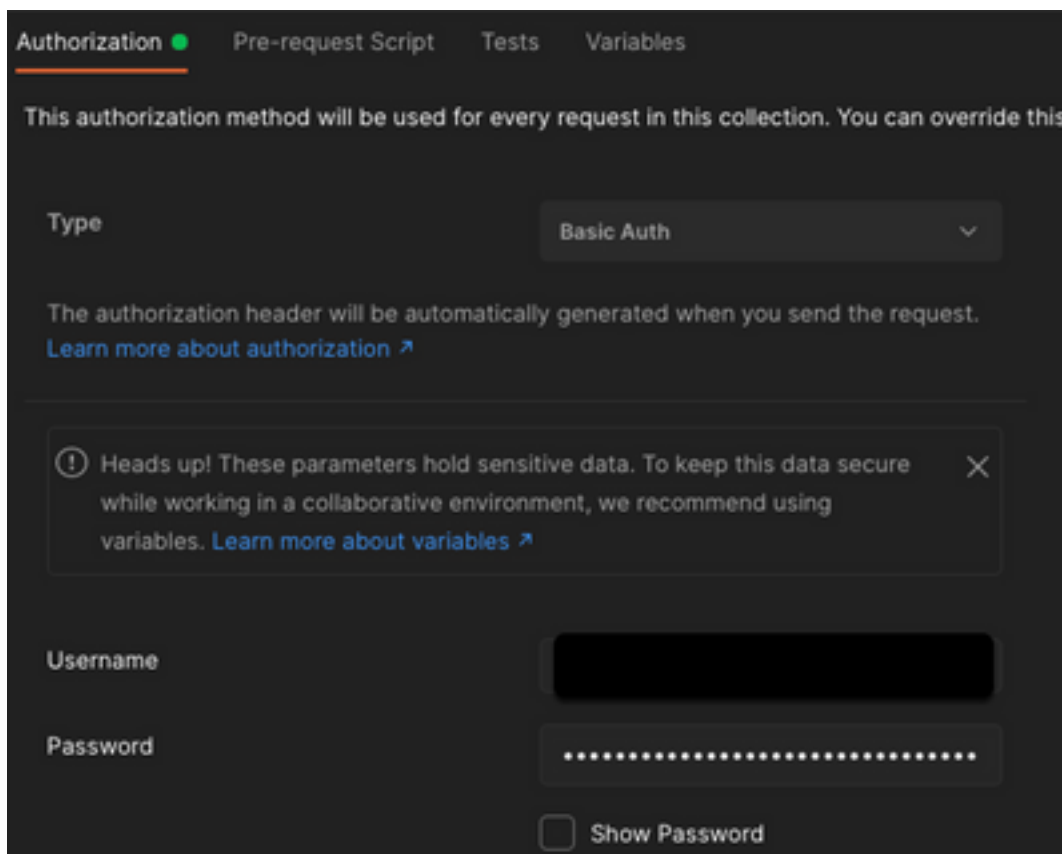 Authorization Pre-request Script Tests Variables
This authorization method will be used for every request in this collection. You can override this
Type Basic Auth
The authorization header will be automatically generated when you send the request.
Learn more about authorization ↗
Heads up! These parameters hold sensitive data. To keep this data secure
while working in a collaborative environment, we recommend using
variables. Learn more about variables ↗
Username
Password
Show Password